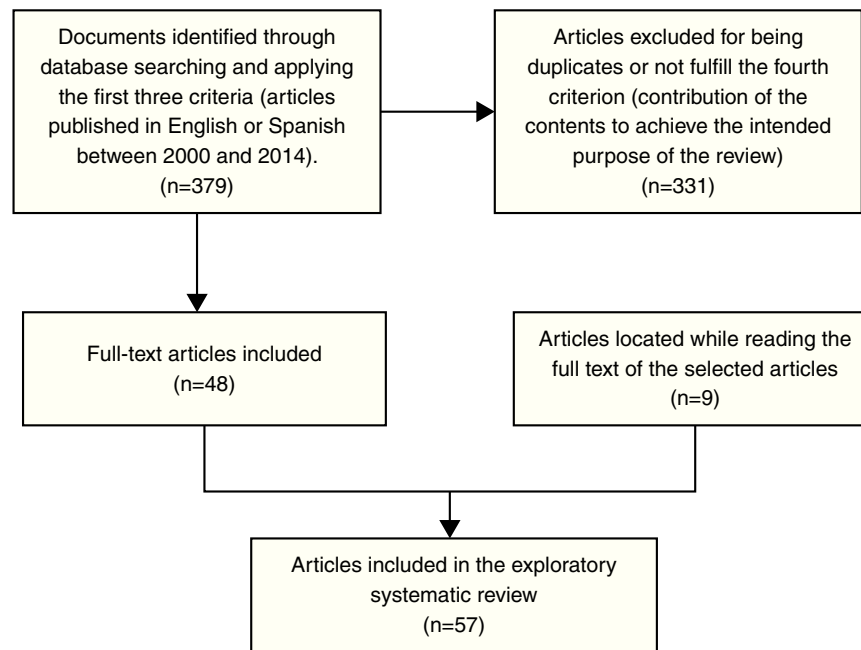 Documents identified through
database searching and applying
the first three criteria (articles
published in English or Spanish
between 2000 and 2014).
(n=379)
Articles excluded for being
duplicates or not fulfill the fourth
criterion (contribution of the
contents to achieve the intended
purpose of the review)
(n=331)
Full-text articles included
(n=48)
Articles located while reading the
full text of the selected articles
(n=9)
Articles included in the exploratory
systematic review
(n=57)